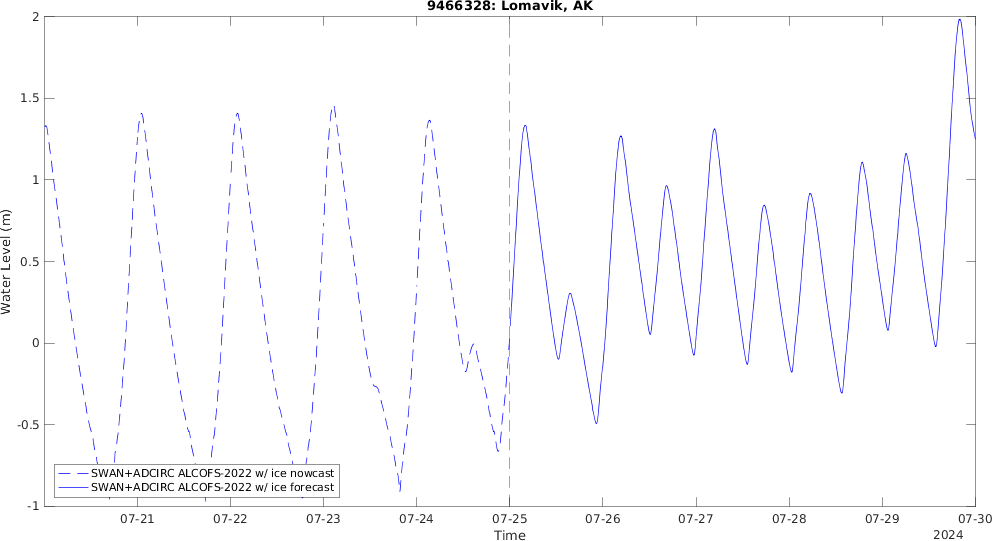 9466328: Lomavik, AK
2
1.5
1
0.5
0
-0.5
-1
Water Level (m)
SWAN+ADCIRC ALCOFS-2022 w/ ice nowcast
SWAN+ADCIRC ALCOFS-2022 w/ ice forecast
07-21 07-22 07-23 07-24 07-25 07-26 07-27 07-28 07-29 07-30
Time
2024